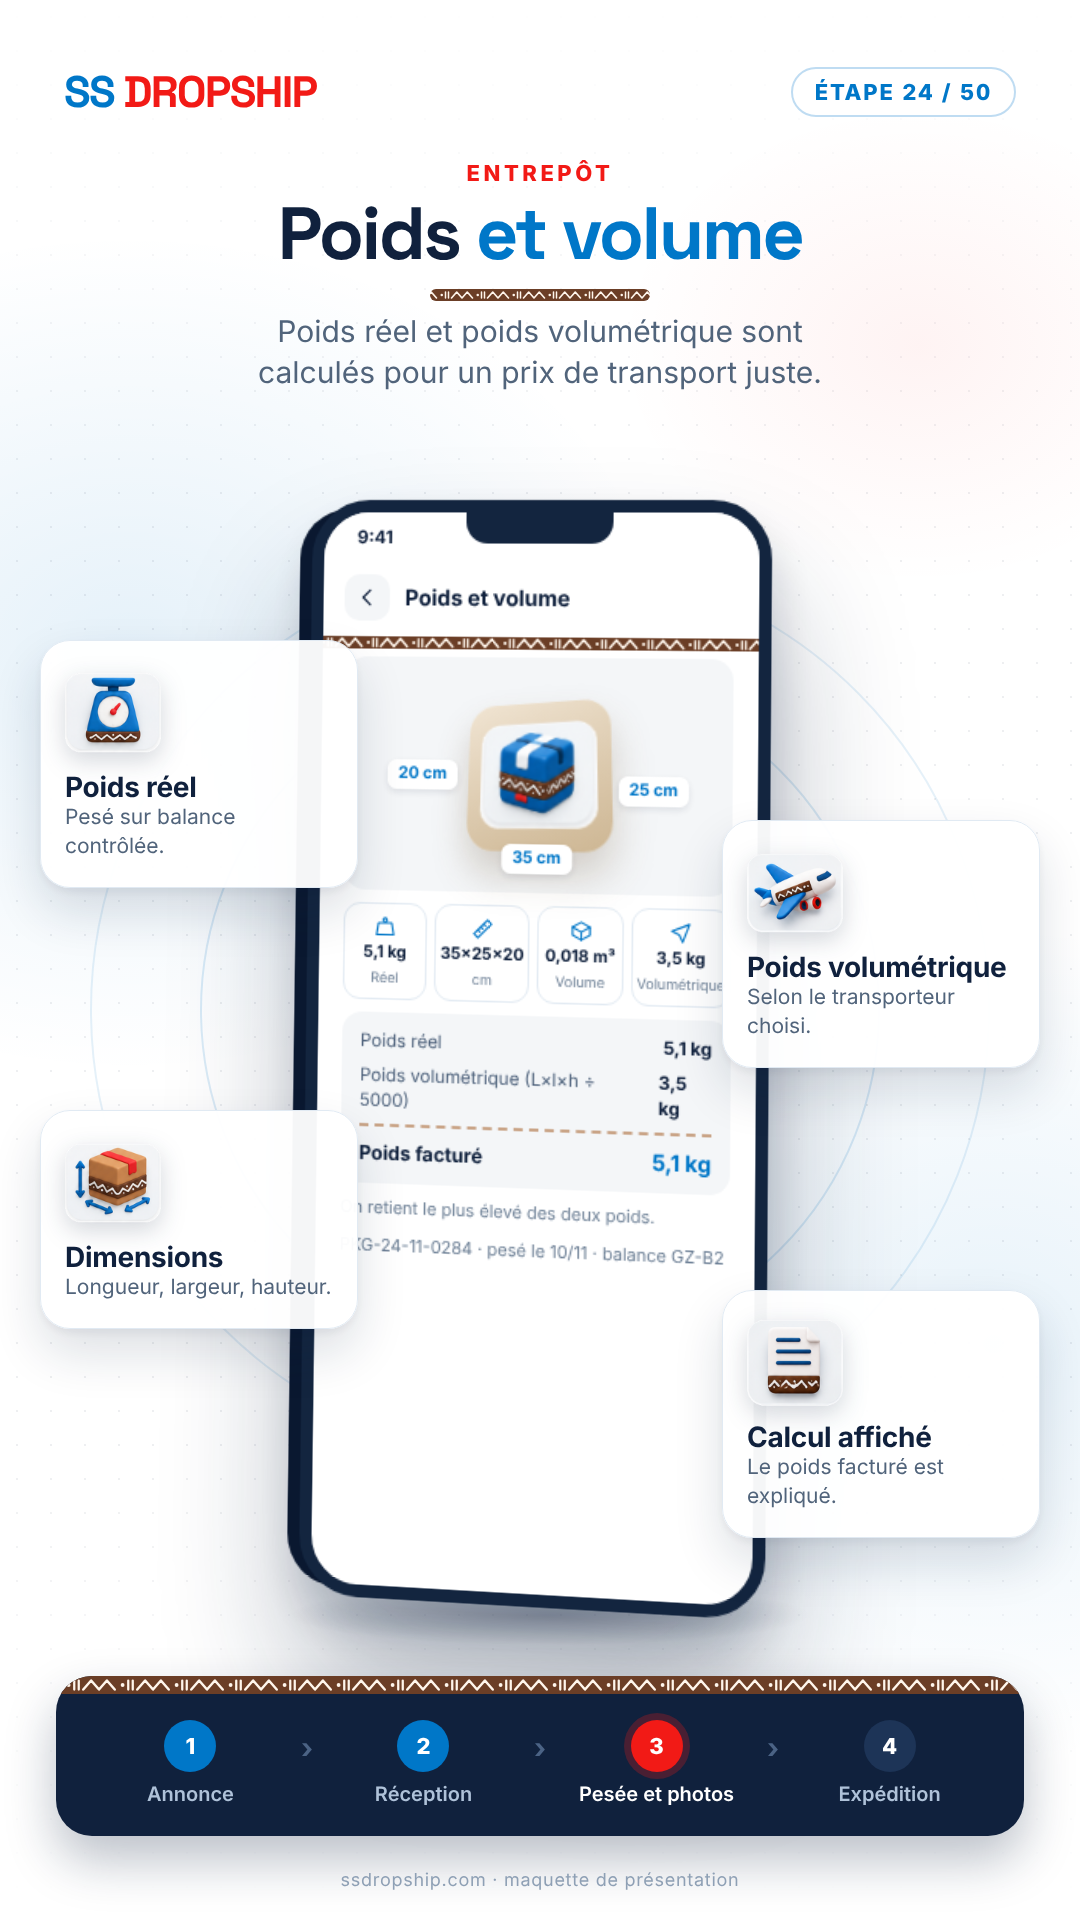 SS DROPSHIP
ÉTAPE 24 / 50
ENTREPÔT
Poids et volume
Poids réel et poids volumétrique sont
calculés pour un prix de transport juste.
9:41
Poids et volume
20 cm
25 cm
35 cm
5,1 kg
Réel
35×25×20
cm
0,018 m³
Volume
3,5 kg
Volumétrique
Poids réel
5,1 kg
Poids volumétrique (L×l×h ÷
5000)
3,5
kg
Poids facturé
5,1 kg
retient le plus élevé des deux poids.
KG-24-11-0284 · pesé le 10/11 · balance GZ-B2
Poids réel
Pesé sur balance
contrôlée.
Poids volumétrique
Selon le transporteur
choisi.
Dimensions
Longueur, largeur, hauteur.
Calcul affiché
Le poids facturé est
expliqué.
1
Annonce
›
2
Réception
›
3
Pesée et photos
›
4
Expédition
ssdropship.com · maquette de présentation